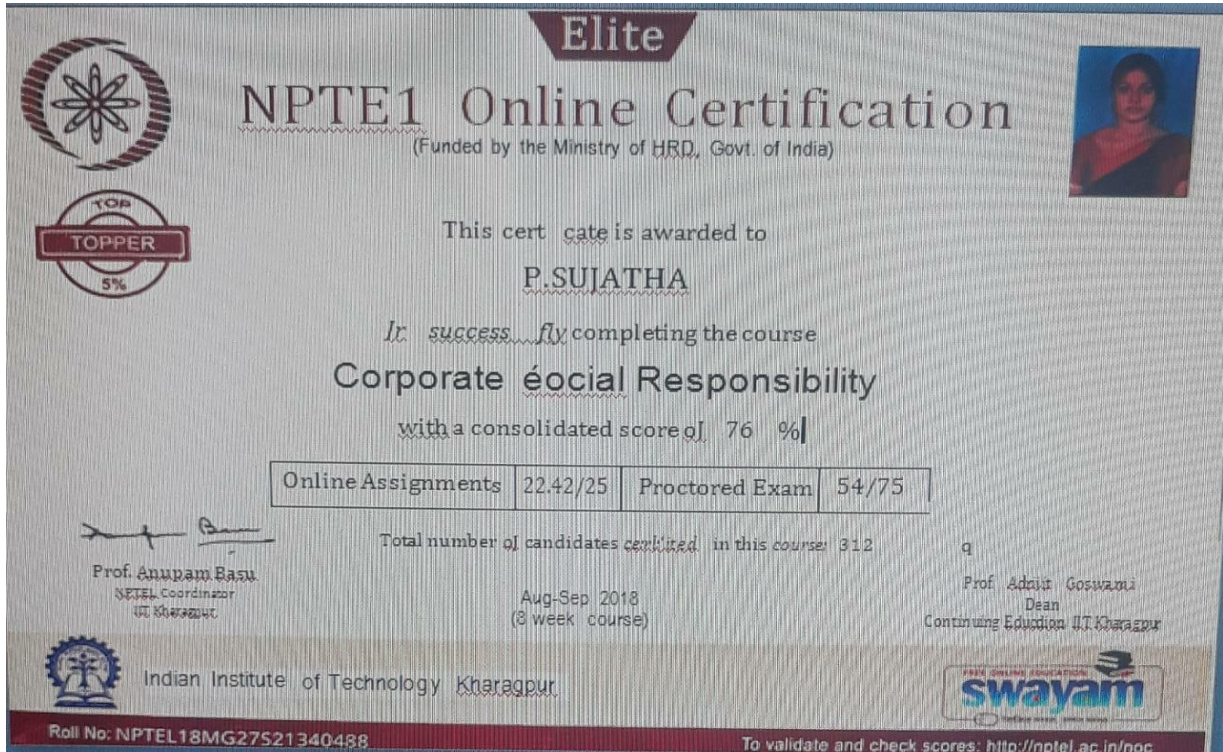 Elite
NPTE1 Online Certification
(Funded by the Ministry of HRD, Govt. of India)
TOP
TOPPER
5%
This cert cate is awarded to
P.SUJATHA
Ir. success fly completing the course
Corporate éocial Responsibility
with a consolidated score oJ 76 %
Online Assignments 22.42/25 Proctored Exam 54/75
Total number oJ candidates in this course: 312
q
Prof. Anupam Basu
NPTEL Coordinator
IIT Kharagpur
Aug-Sep 2018
(8 week course)
Prof. Goswami
Dean
Continuing IIT Kharagpur
Indian Institute of Technology Kharagpur
FREE ONLINE EDUCATION
swayam
Roll No: NPTEL18MG27S21340488
To validate and check scores: http://nptel.ac.in/noc